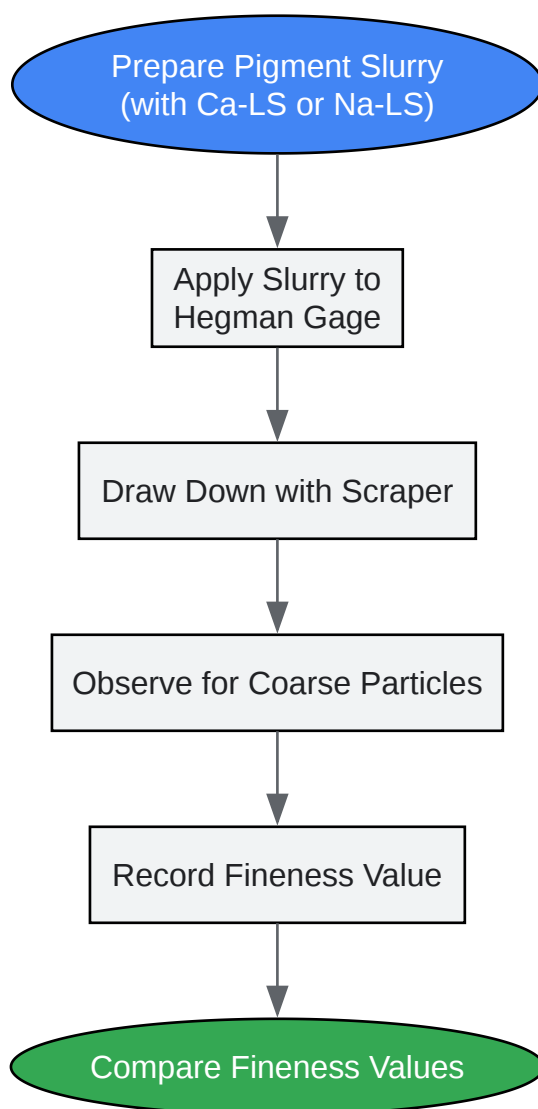 Prepare Pigment Slurry
(with Ca-LS or Na-LS)
Apply Slurry to
Hegman Gage
Draw Down with Scraper
Observe for Coarse Particles
Record Fineness Value
Compare Fineness Values